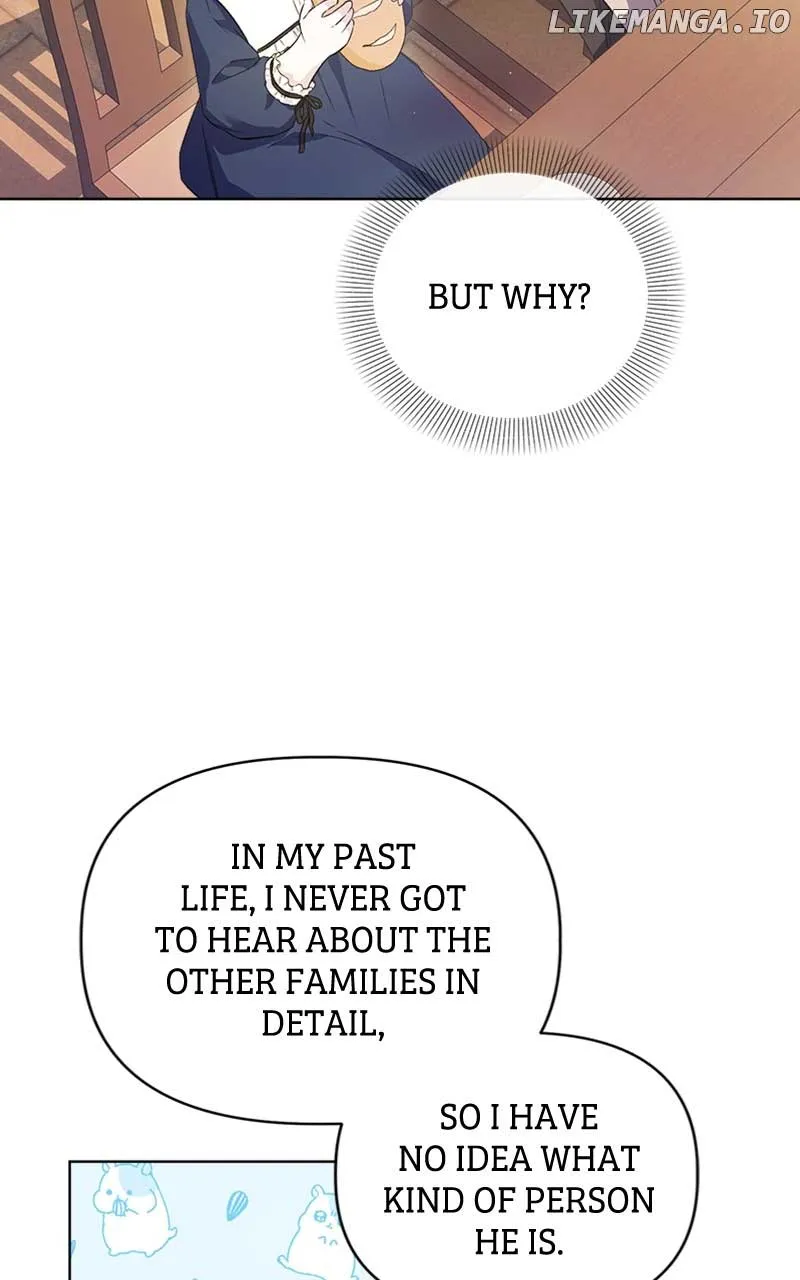 LIKEMANGA.IO
BUT WHY?
IN MY PAST
LIFE, I NEVER GOT
TO HEAR ABOUT THE
OTHER FAMILIES IN
DETAIL,
SO I HAVE
NO IDEA WHAT
KIND OF PERSON
HE IS.